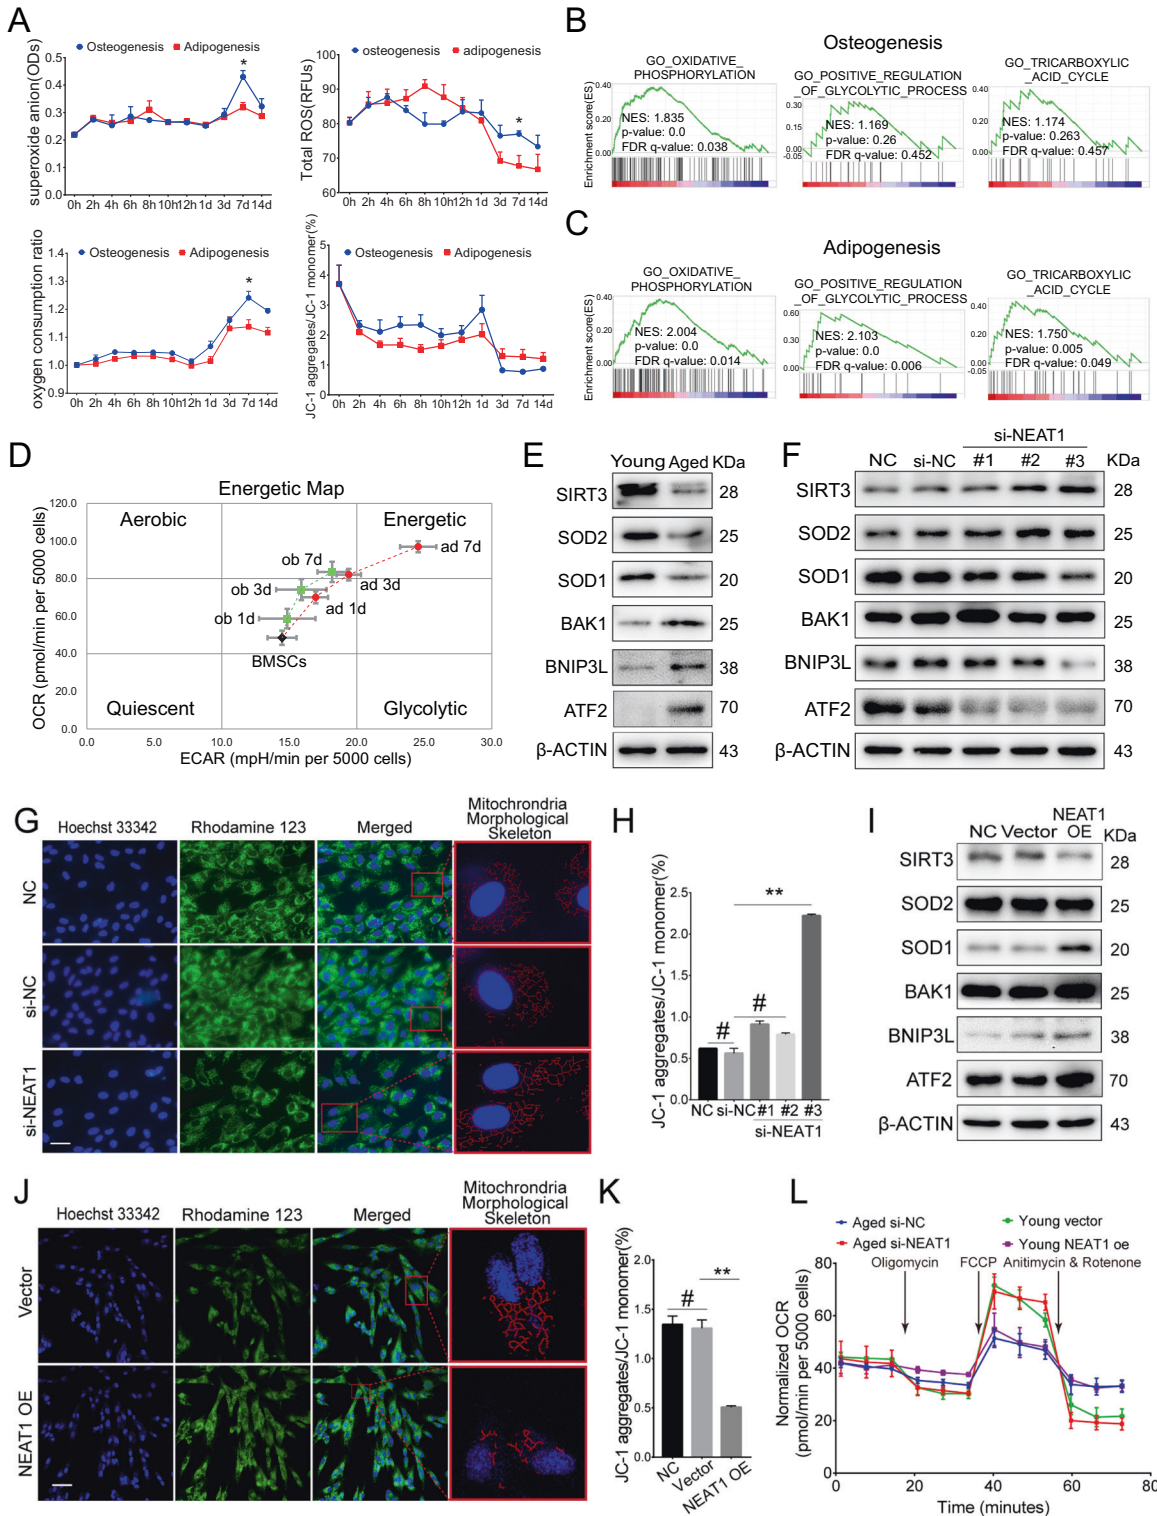 A
Osteogenesis Adipogenesis
superoxide anion(ODs)
0.5
0.4
0.3
0.2
0.1
0.0
*
0h 2h 4h 6h 8h 10h 12h 1d 3d 7d 14d
osteogenesis adipogenesis
Total ROS(RFUs)
100
90
80
70
60
*
0h 2h 4h 6h 8h 10h 12h 1d 3d 7d 14d
Osteogenesis Adipogenesis
oxygen consumption ratio
1.4
1.3
1.2
1.1
1.0
0.9
*
0h 2h 4h 6h 8h 10h 12h 1d 3d 7d 14d
Osteogenesis Adipogenesis
JC-1 aggregates/JC-1 monomer(%)
5
4
3
2
1
0
0h 2h 4h 6h 8h 10h 12h 1d 3d 7d 14d
B
Osteogenesis
GO_OXIDATIVE_
PHOSPHORYLATION
Enrichment score(ES)
0.40
0.20
0.00
NES: 1.835
p-value: 0.0
FDR q-value: 0.038
GO_POSITIVE_REGULATION
OF_GLYCOLYTIC_PROCESS
0.30
0.15
0.00
-0.05
NES: 1.169
p-value: 0.26
FDR q-value: 0.452
GO_TRICARBOXYLIC
_ACID_CYCLE
0.40
0.20
0.00
NES: 1.174
p-value: 0.263
FDR q-value: 0.457
C
Adipogenesis
GO_OXIDATIVE_
PHOSPHORYLATION
Enrichment score(ES)
0.40
0.20
0.00
NES: 2.004
p-value: 0.0
FDR q-value: 0.014
GO_POSITIVE_REGULATION
OF_GLYCOLYTIC_PROCESS
0.60
0.40
0.00
NES: 2.103
p-value: 0.0
FDR q-value: 0.006
GO_TRICARBOXYLIC
_ACID_CYCLE
0.40
0.20
0.00
-0.05
NES: 1.750
p-value: 0.005
FDR q-value: 0.049
D
Energetic Map
OCR (pmol/min per 5000 cells)
120.0
100.0
80.0
60.0
40.0
20.0
0.0
Aerobic
Energetic
ad 7d
ob 7d
ad 3d
ob 3d
ad 1d
ob 1d
BMSCs
Quiescent
Glycolytic
0.0 5.0 10.0 15.0 20.0 25.0 30.0
ECAR (mpH/min per 5000 cells)
E
Young Aged KDa
SIRT3 28
SOD2 25
SOD1 20
BAK1 25
BNIP3L 38
ATF2 70
β-ACTIN 43
F
si-NEAT1
NC si-NC #1 #2 #3 KDa
SIRT3 28
SOD2 25
SOD1 20
BAK1 25
BNIP3L 38
ATF2 70
β-ACTIN 43
G
Hoechst 33342 Rhodamine 123 Merged
Mitochrondria
Morphological
Skeleton
NC
si-NC
si-NEAT1
H
JC-1 aggregates/JC-1 monomer(%)
2.5
2.0
1.5
1.0
0.5
0.0
**
#
#
NC si-NC #1 #2 #3
si-NEAT1
I
NC Vector NEAT1
OE KDa
SIRT3 28
SOD2 25
SOD1 20
BAK1 25
BNIP3L 38
ATF2 70
β-ACTIN 43
J
Hoechst 33342 Rhodamine 123 Merged
Mitochrondria
Morphological
Skeleton
Vector
NEAT1 OE
K
JC-1 aggregates/JC-1 monomer(%)
2.0
1.5
1.0
0.5
0.0
**
#
NC
Vector
NEAT1 OE
L
Aged si-NC Young vector
Aged si-NEAT1 Young NEAT1 oe
Oligomycin FCCP Anitimycin & Rotenone
Normalized OCR
(pmol/min per 5000 cells)
80
60
40
20
0
0 20 40 60 80
Time (minutes)